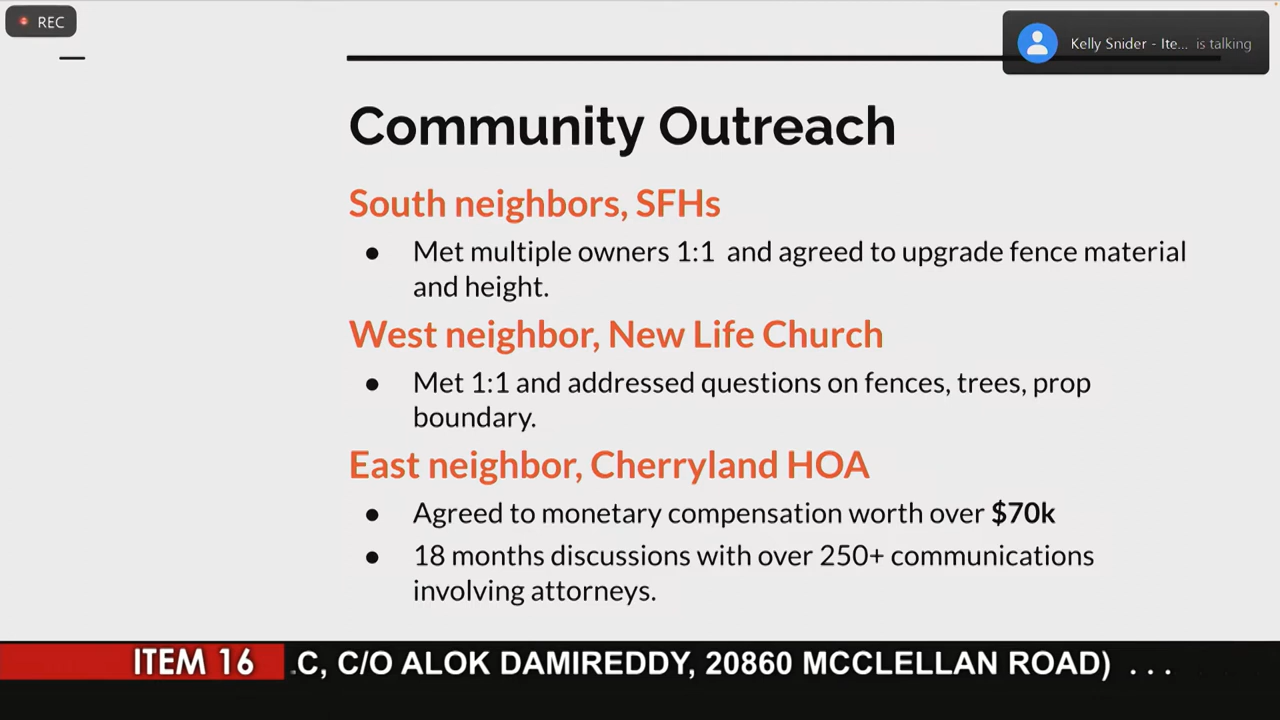 REC
Kelly Snider - Ite... is talking
Community Outreach
South neighbors, SFHs
● Met multiple owners 1:1 and agreed to upgrade fence material
and height.
West neighbor, New Life Church
● Met 1:1 and addressed questions on fences, trees, prop
boundary.
East neighbor, Cherryland HOA
● Agreed to monetary compensation worth over $70k
● 18 months discussions with over 250+ communications
involving attorneys.
ITEM 16 .C, C/O ALOK DAMIREDDY, 20860 MCCLELLAN ROAD) ...